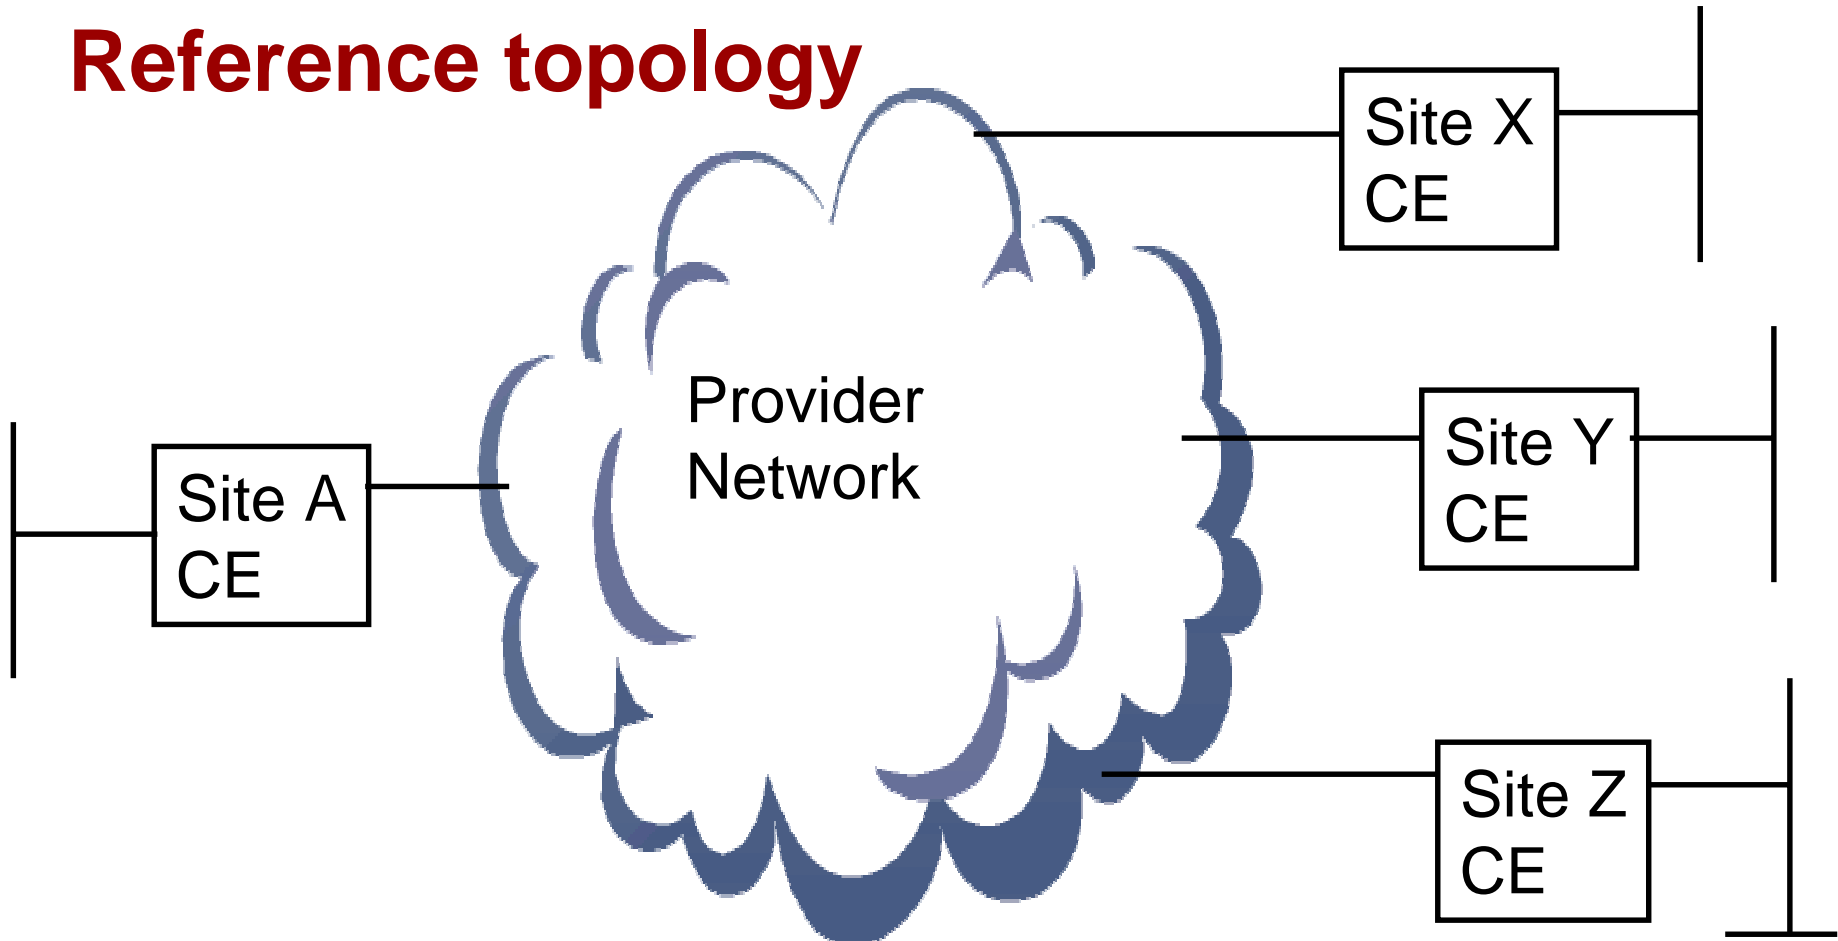 Reference topology
Site X
CE
Provider
Network
Site Y
CE
Site A
CE
Site Z
CE